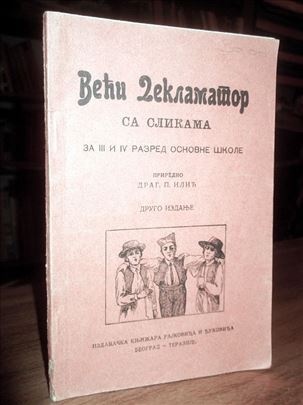 Већи Декламатор
СА СЛИКАМА
ЗА III И IV РАЗРЕД ОСНОВНЕ ШКОЛЕ
ПРИРЕДИО
ДРАГ. П. ИЛИЋ
ДРУГО ИЗДАЊЕ
ИЗДАВАЧКА КЊИЖАРА РАЈКОВИЋА И ЋУКОВИЋА
БЕОГРАД – ТЕРАЗИЈЕ